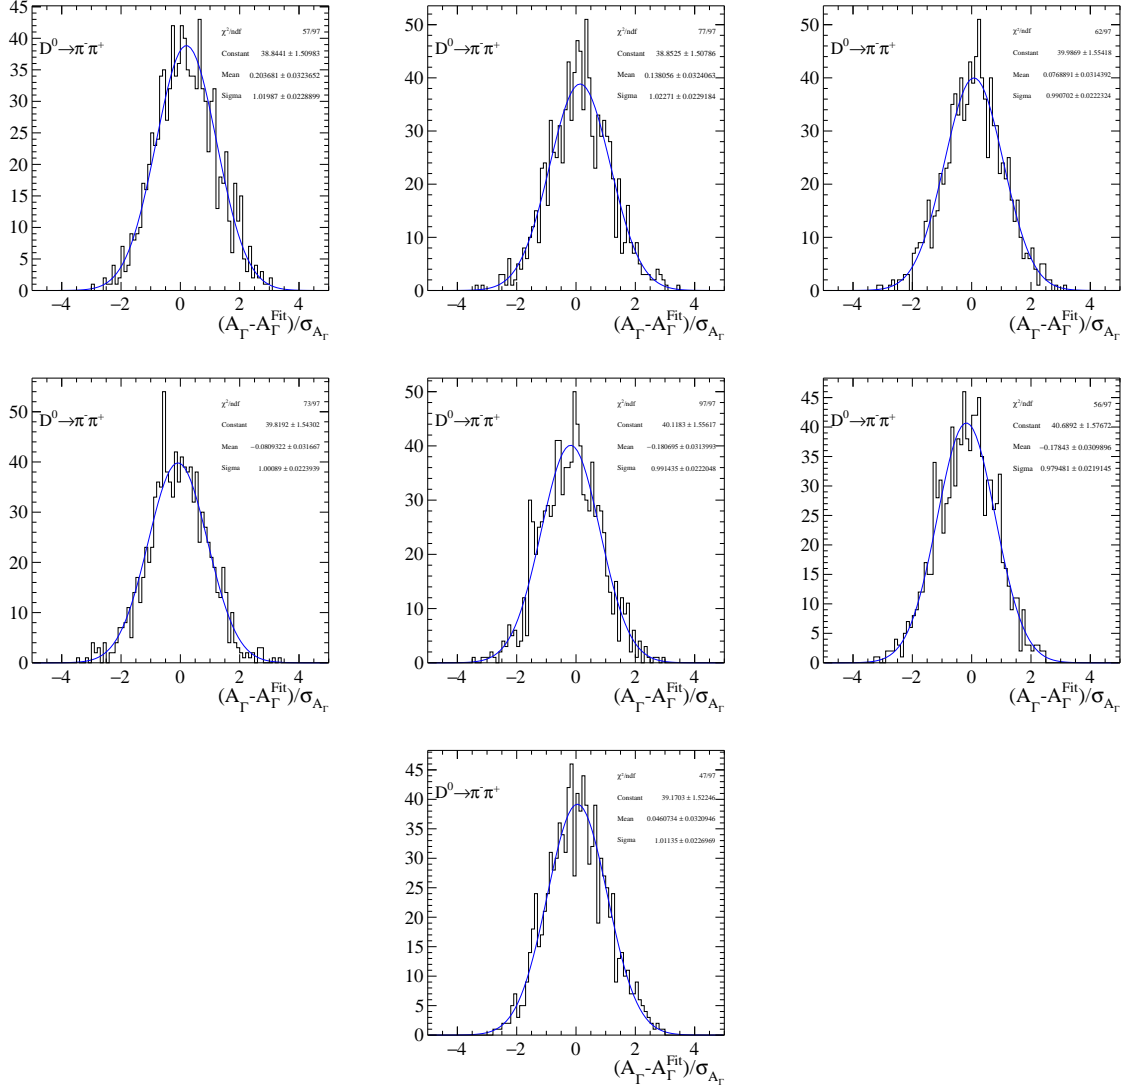 D⁰→π⁻π⁺
χ²/ndf 57/97
Constant 38.8441 ± 1.50983
Mean 0.203681 ± 0.0323652
Sigma 1.01987 ± 0.0228899
45
40
35
30
25
20
15
10
5
0
−4 −2 0 2 4
(A_Γ-A_Γ^Fit)/σ_A_Γ
D⁰→π⁻π⁺
χ²/ndf 77/97
Constant 38.8525 ± 1.50786
Mean 0.138056 ± 0.0324063
Sigma 1.02271 ± 0.0229184
50
40
30
20
10
0
−4 −2 0 2 4
(A_Γ-A_Γ^Fit)/σ_A_Γ
D⁰→π⁻π⁺
χ²/ndf 62/97
Constant 39.9869 ± 1.55418
Mean 0.0768891 ± 0.0314392
Sigma 0.990702 ± 0.0222324
50
40
30
20
10
0
−4 −2 0 2 4
(A_Γ-A_Γ^Fit)/σ_A_Γ
D⁰→π⁻π⁺
χ²/ndf 73/97
Constant 39.8192 ± 1.54302
Mean −0.0809322 ± 0.031667
Sigma 1.00089 ± 0.0223939
50
40
30
20
10
0
−4 −2 0 2 4
(A_Γ-A_Γ^Fit)/σ_A_Γ
D⁰→π⁻π⁺
χ²/ndf 97/97
Constant 40.1183 ± 1.55617
Mean −0.180695 ± 0.0313993
Sigma 0.991435 ± 0.0222048
50
40
30
20
10
0
−4 −2 0 2 4
(A_Γ-A_Γ^Fit)/σ_A_Γ
D⁰→π⁻π⁺
χ²/ndf 56/97
Constant 40.6892 ± 1.57672
Mean −0.17843 ± 0.0309896
Sigma 0.979481 ± 0.0219145
45
40
35
30
25
20
15
10
5
0
−4 −2 0 2 4
(A_Γ-A_Γ^Fit)/σ_A_Γ
D⁰→π⁻π⁺
χ²/ndf 47/97
Constant 39.1703 ± 1.52246
Mean 0.0460734 ± 0.0320946
Sigma 1.01135 ± 0.0226969
45
40
35
30
25
20
15
10
5
0
−4 −2 0 2 4
(A_Γ-A_Γ^Fit)/σ_A_Γ